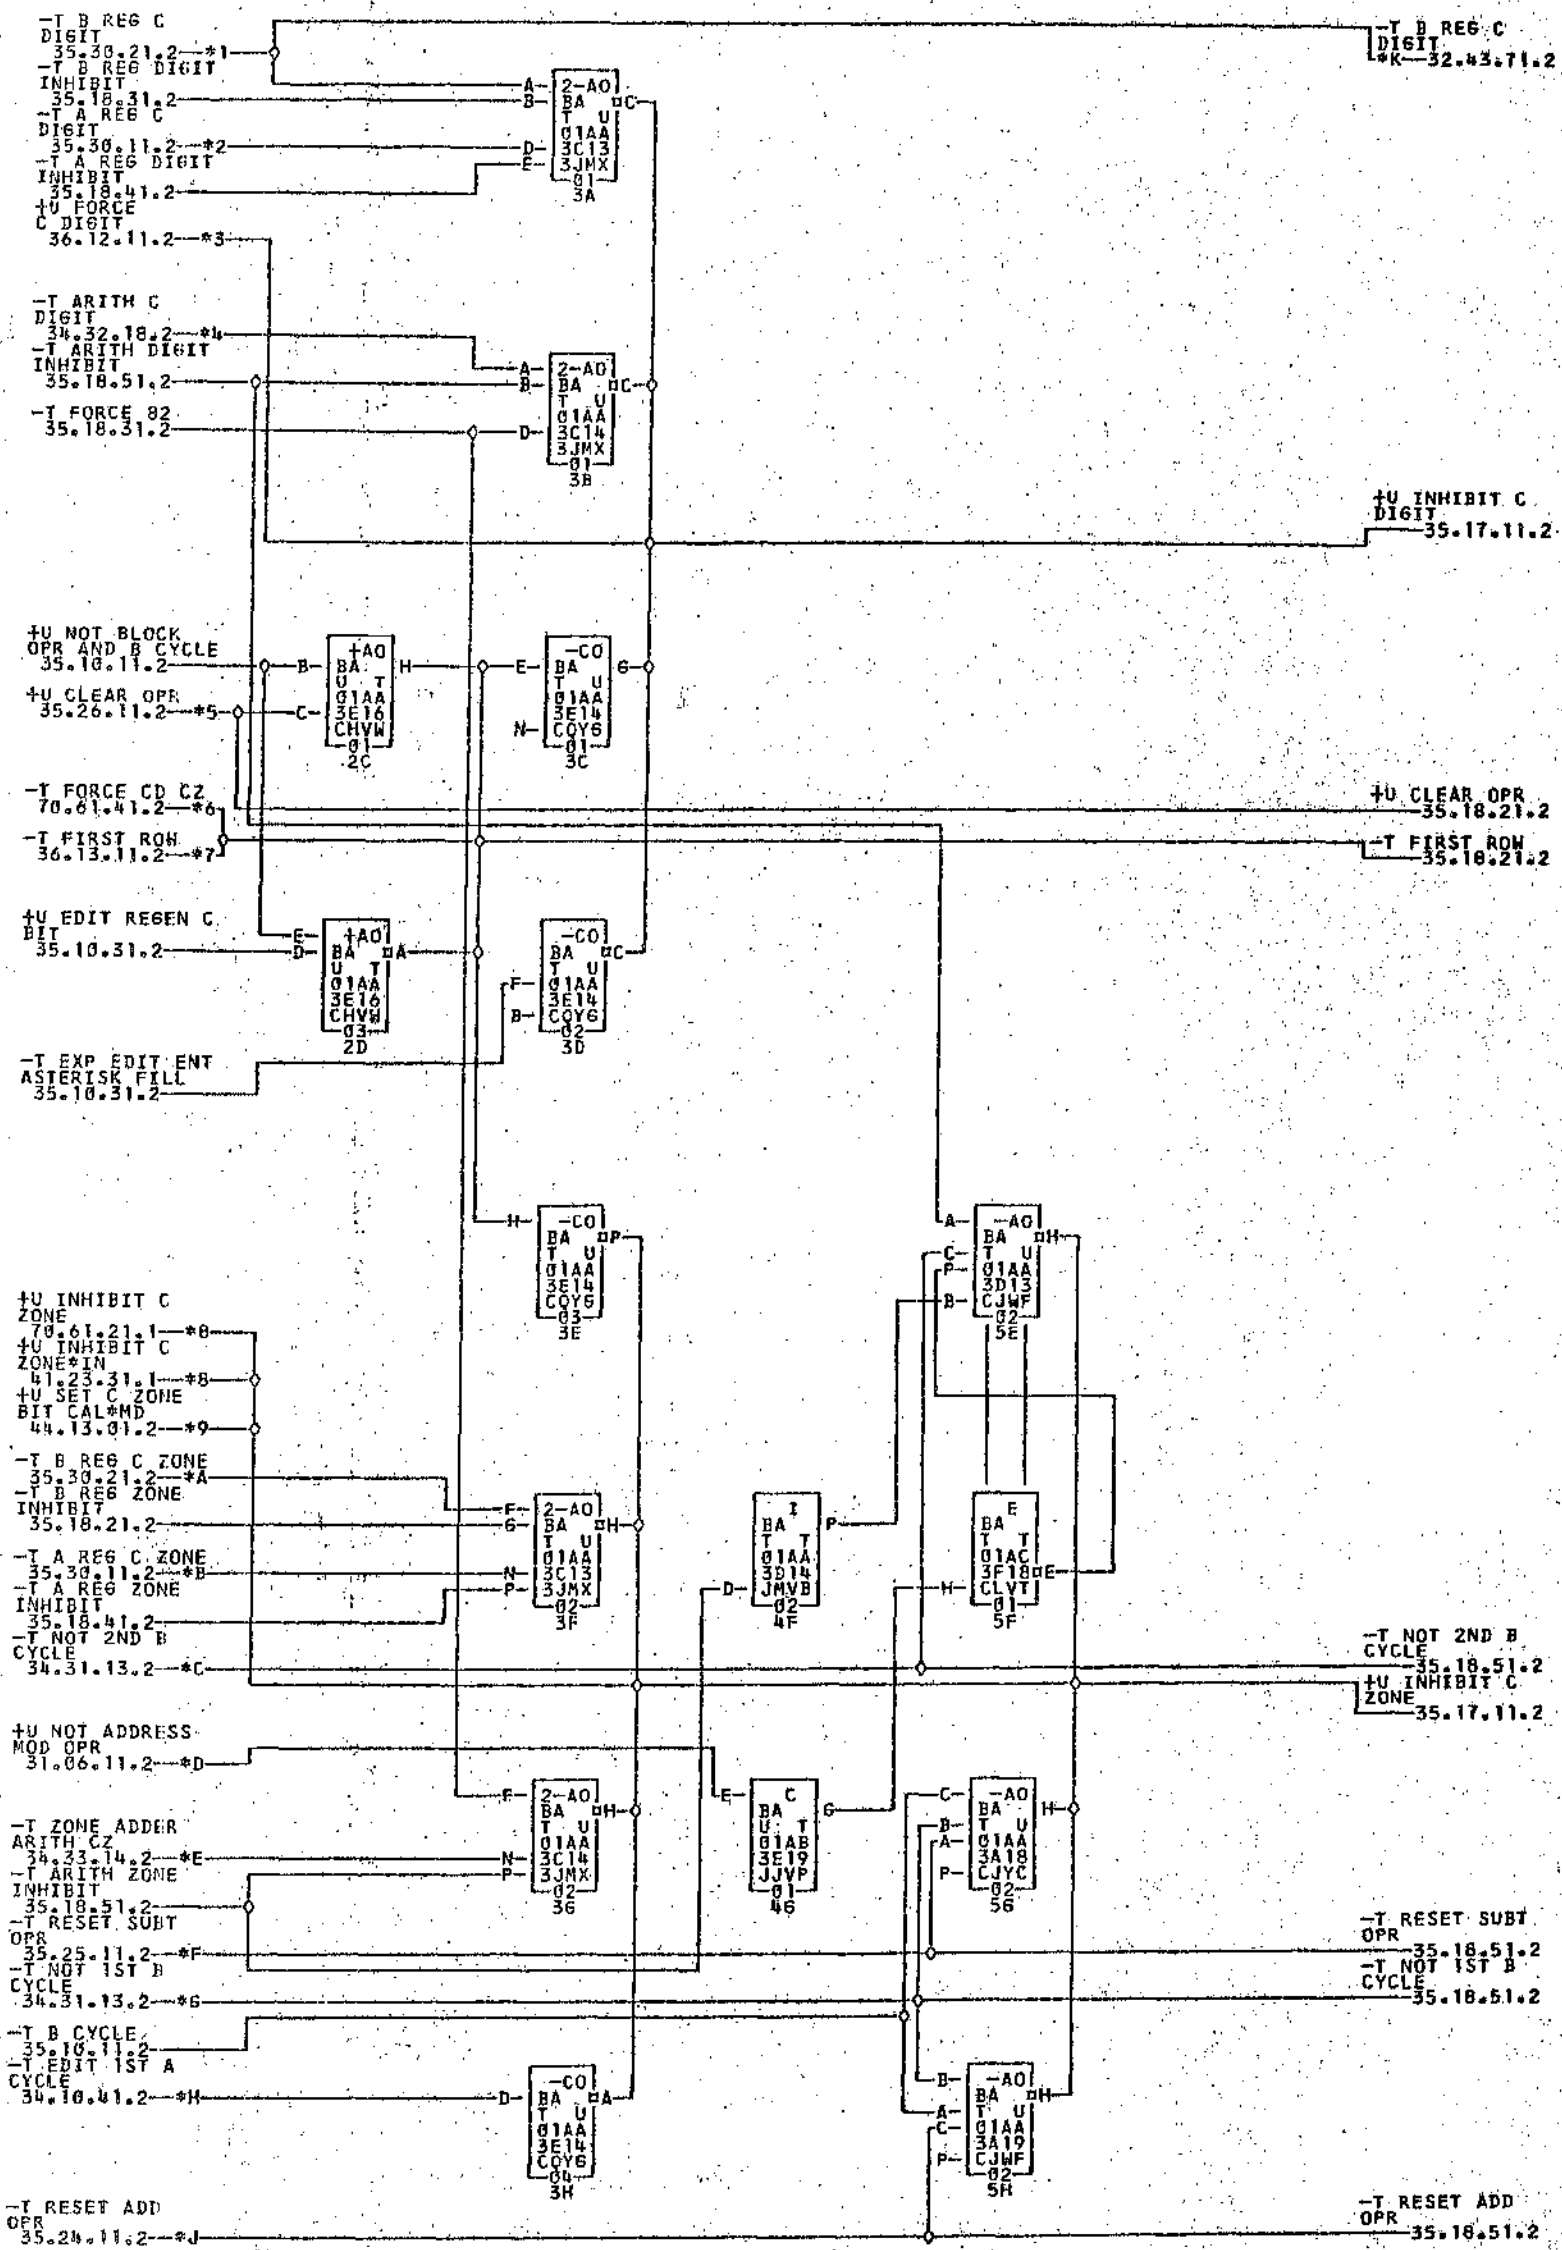 -T B REG C
DIGIT
35.30.21.2--*1
-T B REG DIGIT
INHIBIT
35.18.31.2
-T A REG C
DIGIT
35.30.11.2--*2
-T A REG DIGIT
INHIBIT
35.18.41.2
+U FORCE
C DIGIT
36.12.11.2--*3
A
B
D
E
2-AO
BA C
T U
01AA
3C13
3JMX
01
3A
-T B REG C
DIGIT
*K--32.43.71.2
-T ARITH C
DIGIT
34.32.18.2--*4
-T ARITH DIGIT
INHIBIT
35.18.51.2
-T FORCE 82
35.18.31.2
A
B
D
2-AO
BA C
T U
01AA
3C14
3JMX
01
3B
+U INHIBIT C
DIGIT
35.17.11.2
+U NOT BLOCK
OPR AND B CYCLE
35.10.11.2
+U CLEAR OPR
35.26.11.2--*5
B
C
+AO
BA H
U T
01AA
3E16
CHVW
01
2C
E
N
-CO
BA G
T U
01AA
3E14
CQYG
01
3C
-T FORCE CD CZ
70.61.41.2--*6
-T FIRST ROW
36.13.11.2--*7
+U CLEAR OPR
35.18.21.2
-T FIRST ROW
35.18.21.2
+U EDIT REGEN C
BIT
35.10.31.2
E
D
+AO
BA A
U T
01AA
3E16
CHVW
03
2D
F
B
-CO
BA C
T U
01AA
3E14
CQYG
02
3D
-T EXP EDIT ENT
ASTERISK FILL
35.10.31.2
H
-CO
BA P
T U
01AA
3E14
CQYG
03
3E
A
C
P
B
-AO
BA H
T U
01AA
3D13
CJWF
02
5E
+U INHIBIT C
ZONE
70.61.21.1--*8
+U INHIBIT C
ZONE*IN
41.23.31.1--*8
+U SET C ZONE
BIT CAL*MD
44.13.01.2--*9
-T B REG C ZONE
35.30.21.2--*A
-T B REG ZONE
INHIBIT
35.18.21.2
-T A REG C ZONE
35.30.11.2--*B
-T A REG ZONE
INHIBIT
35.18.41.2
-T NOT 2ND B
CYCLE
34.31.13.2--*C
F
G
N
P
2-AO
BA H
T U
01AA
3C13
3JMX
02
3F
D
I
BA P
T T
01AA
3D14
JMVB
02
4F
H
E
BA
T T
01AC
3F18 E
CLVT
01
5F
-T NOT 2ND B
CYCLE
35.18.51.2
+U INHIBIT C
ZONE
35.17.11.2
+U NOT ADDRESS
MOD OPR
31.06.11.2--*D
-T ZONE ADDER
ARITH CZ
34.33.14.2--*E
-T ARITH ZONE
INHIBIT
35.18.51.2
-T RESET SUBT
OPR
35.25.11.2--*F
-T NOT 1ST B
CYCLE
34.31.13.2--*G
F
N
P
2-AO
BA H
T U
01AA
3C14
3JMX
02
3G
E
C
BA G
U T
01AB
3E19
JJVP
01
4G
C
B
A
P
-AO
BA H
T U
01AA
3A18
CJYC
02
5G
-T RESET SUBT
OPR
35.18.51.2
-T NOT 1ST B
CYCLE
35.18.51.2
-T B CYCLE
35.10.11.2
-T EDIT 1ST A
CYCLE
34.10.41.2--*H
D
-CO
BA A
T U
01AA
3E14
CQYG
04
3H
B
A
C
P
-AO
BA H
T U
01AA
3A19
CJWF
02
5H
-T RESET ADD
OPR
35.24.11.2--*J
-T RESET ADD
OPR
35.18.51.2